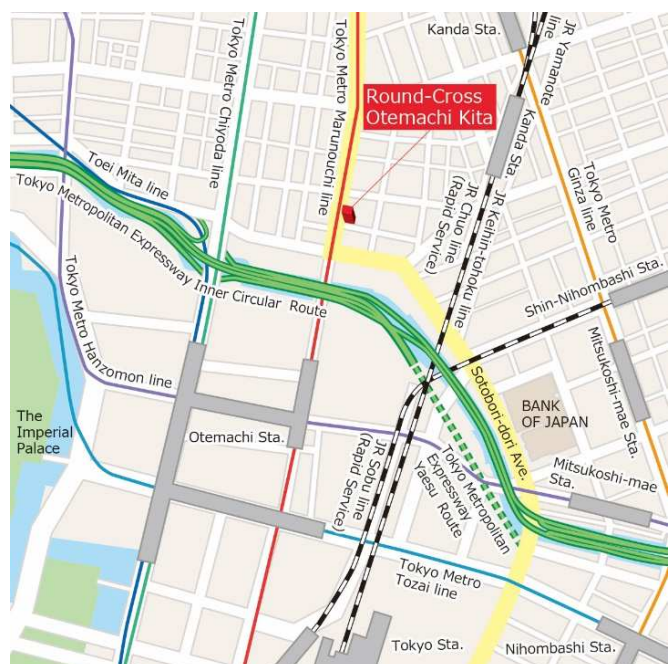 Kanda Sta.
JR Yamanote
line
Tokyo Metro Chiyoda line
Tokyo Metro Marunouchi line
Round-Cross
Otemachi Kita
Kanda Sta.
Toei Mita line
Tokyo Metropolitan Expressway Inner Circular Route
JR Chuo line
(Rapid Service)
JR Keihin-tohoku line
Tokyo Metro
Ginza line
Shin-Nihombashi Sta.
Tokyo Metro Hanzomon line
Mitsukoshi-mae
Sta.
Sotobori-dori Ave.
The
Imperial
Palace
Otemachi Sta.
BANK
OF JAPAN
JR Sobu line
(Rapid Service)
Tokyo Metropolitan
Expressway
Yaesu Route
Mitsukoshi-mae
Sta.
Tokyo Metro
Tozai line
Tokyo Sta.
Nihombashi Sta.